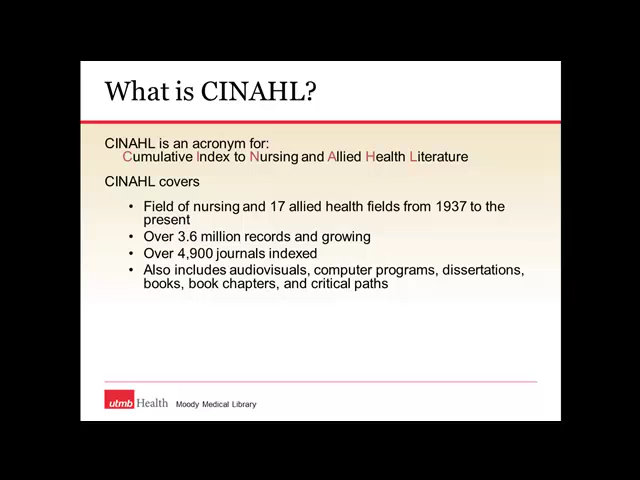 What is CINAHL?
CINAHL is an acronym for:
Cumulative Index to Nursing and Allied Health Literature
CINAHL covers
• Field of nursing and 17 allied health fields from 1937 to the
present
• Over 3.6 million records and growing
• Over 4,900 journals indexed
• Also includes audiovisuals, computer programs, dissertations,
books, book chapters, and critical paths
utmb Health Moody Medical Library